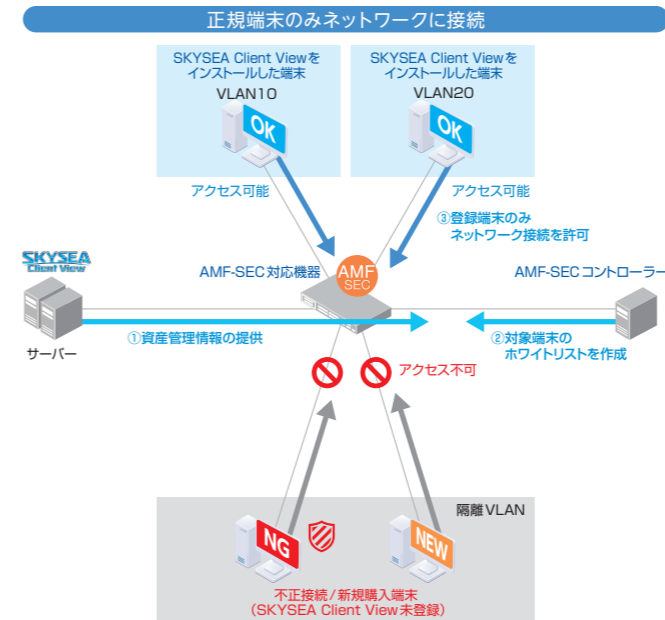 正規端末のみネットワークに接続
SKYSEA Client Viewを
インストールした端末
VLAN10
OK
SKYSEA Client Viewを
インストールした端末
VLAN20
OK
アクセス可能
アクセス可能
③登録端末のみ
ネットワーク接続を許可
SKYSEA
Client View
AMF-SEC対応機器
AMF
SEC
AMF-SECコントローラー
サーバー
①資産管理情報の提供
②対象端末の
ホワイトリストを作成
アクセス不可
隔離VLAN
NG
NEW
不正接続/新規購入端末
(SKYSEA Client View未登録)